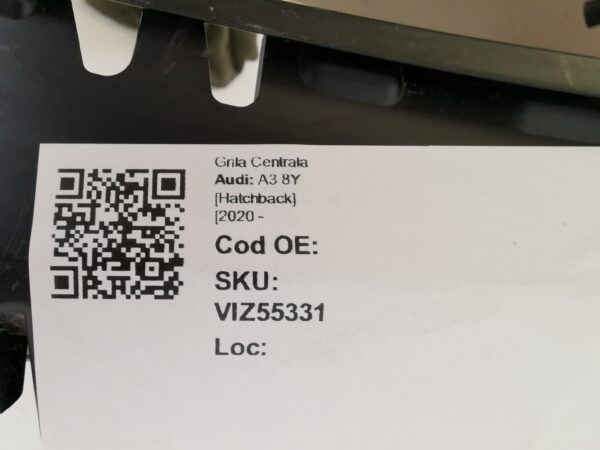 Grila Centrala
Audi: A3 8Y
[Hatchback]
[2020 -
Cod OE:
SKU:
VIZ55331
Loc: